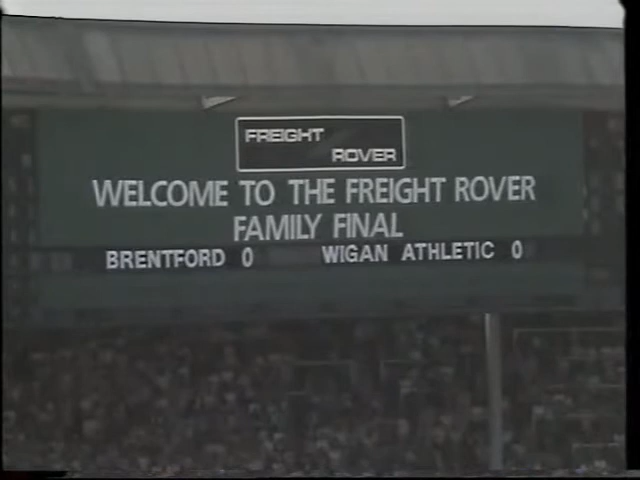 FREIGHT
ROVER
WELCOME TO THE FREIGHT ROVER
FAMILY FINAL
BRENTFORD 0 WIGAN ATHLETIC 0